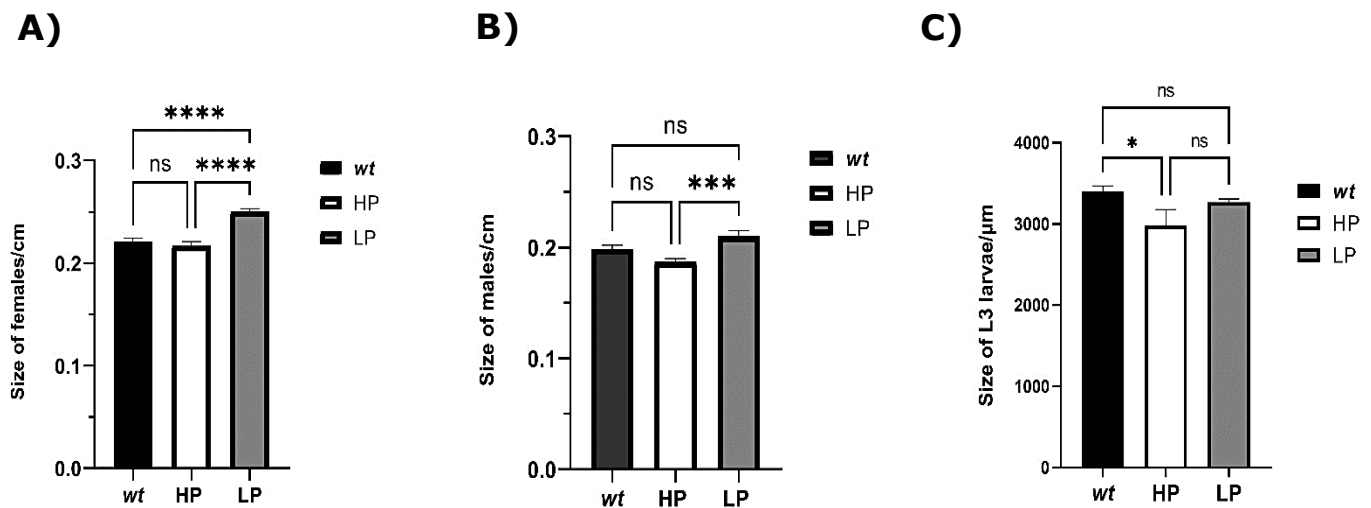 A)
****
ns ****
0.3
0.2
0.1
0.0
Size of females/cm
wt HP LP
wt
HP
LP
B)
ns
ns ***
0.3
0.2
0.1
0.0
Size of males/cm
wt HP LP
wt
HP
LP
C)
ns
* ns
4000
3000
2000
1000
0
Size of L3 larvae/µm
wt HP LP
wt
HP
LP